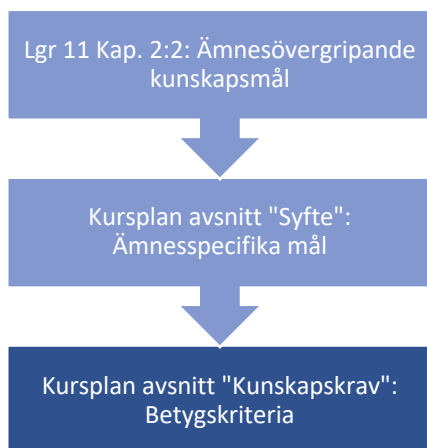 Lgr 11 Kap. 2:2: Ämnesövergripande
kunskapsmål
Kursplan avsnitt "Syfte":
Ämnesspecifika mål
Kursplan avsnitt "Kunskapskrav":
Betygskriteria